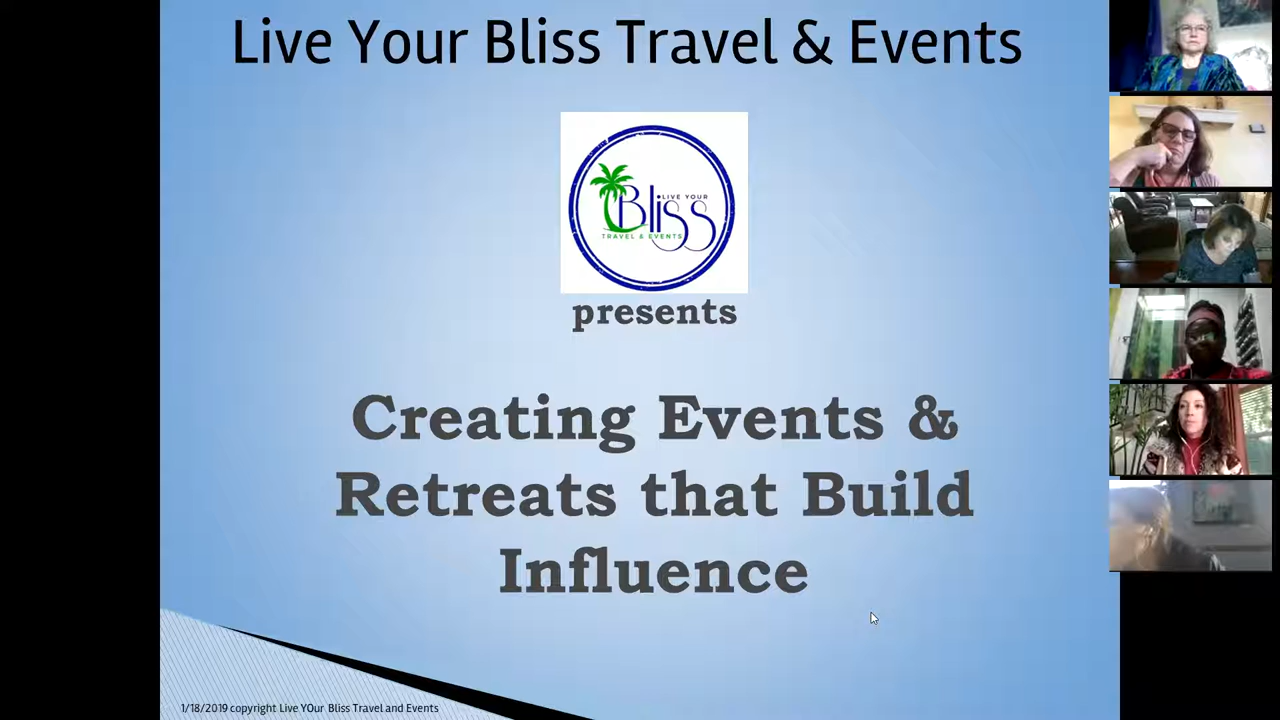 Live Your Bliss Travel & Events
LIVE YOUR
Bliss
TRAVEL & EVENTS
presents
Creating Events &
Retreats that Build
Influence
1/18/2019 copyright Live YOur Bliss Travel and Events